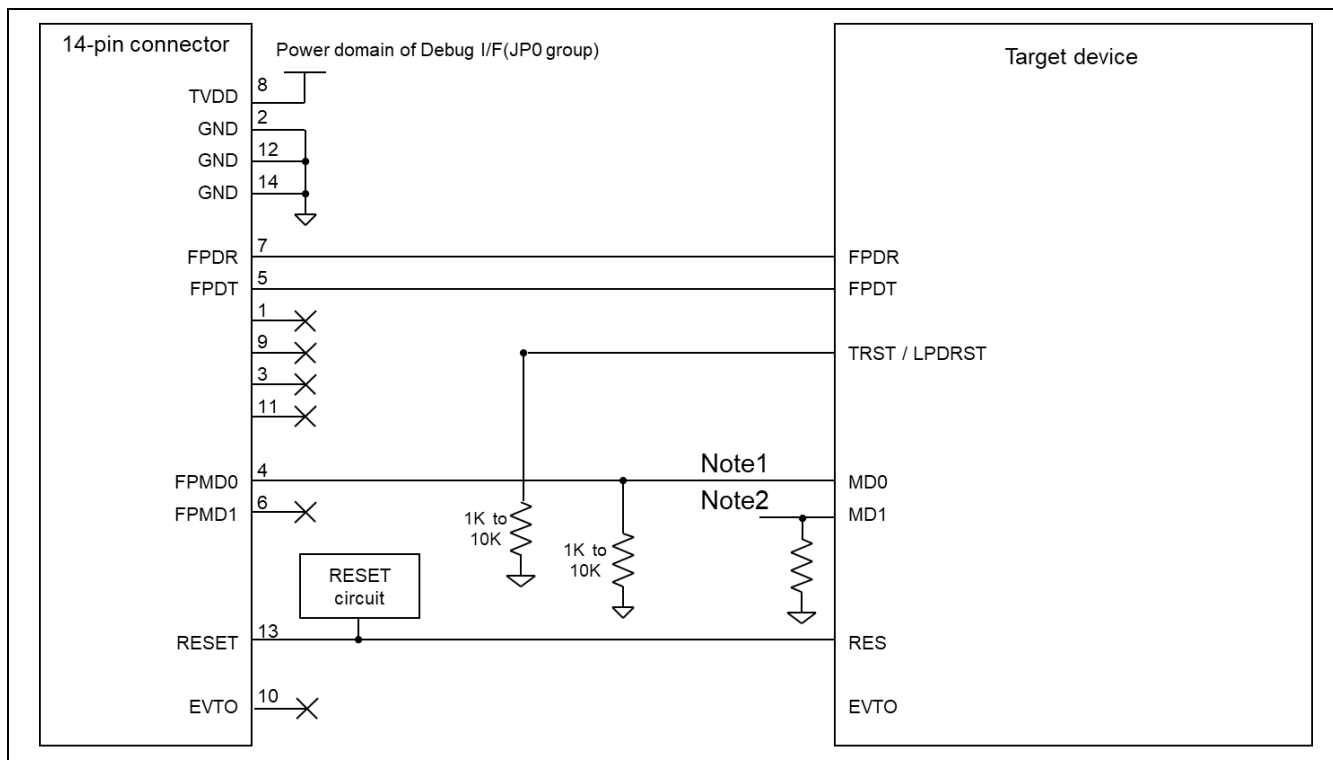 14-pin connector
Power domain of Debug I/F(JP0 group)
Target device
TVDD 8
GND 2
GND 12
GND 14
FPDR 7 FPDR
FPDT 5 FPDT
1
9 TRST / LPDRST
3
11
FPMD0 4 Note1 MD0
FPMD1 6 Note2 MD1
1K to
10K
1K to
10K
RESET
circuit
RESET 13 RES
EVTO 10 EVTO